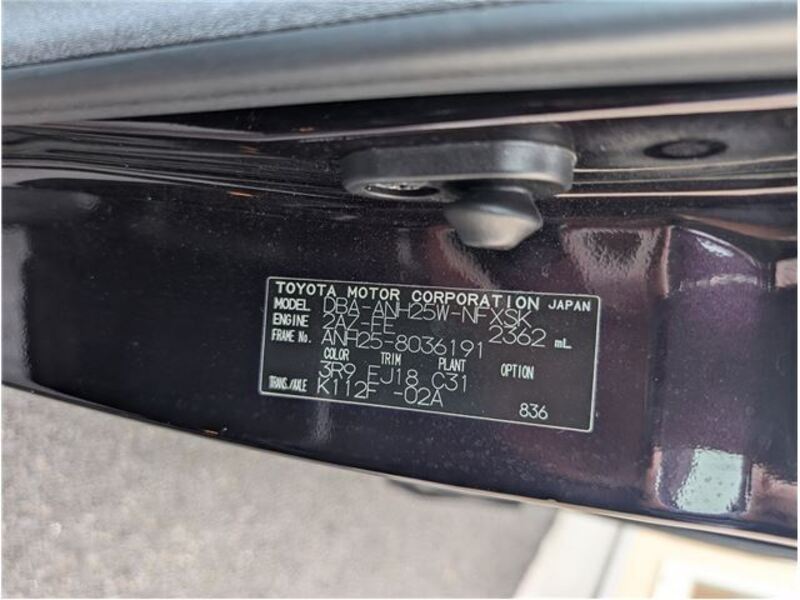 TOYOTA MOTOR CORPORATION JAPAN
MODEL DBA-ANH25W-NFXSK
ENGINE 2AZ-FE 2362 mL
FRAME No. ANH25-8036191
COLOR TRIM PLANT OPTION
3R9 FJ18 C31
TRANS./AXLE K112F -02A
836